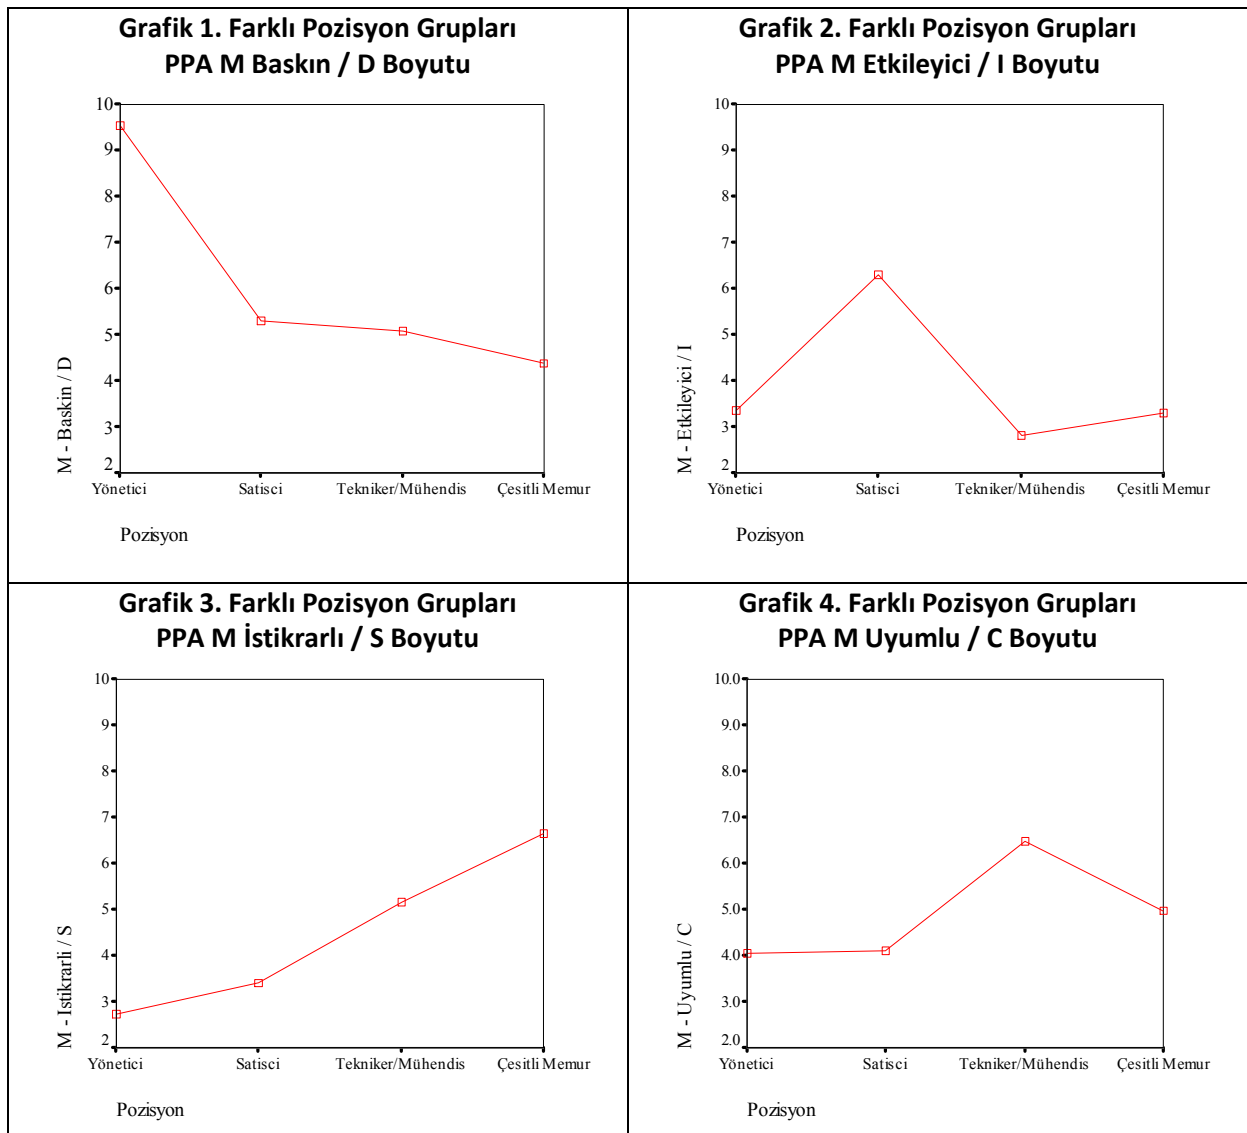 Grafik 1. Farklı Pozisyon Grupları
PPA M Baskın / D Boyutu
10
9
8
7
6
5
4
3
2
M - Baskin / D
Yönetici Satisci Tekniker/Mühendis Çesitli Memur
Pozisyon
Grafik 2. Farklı Pozisyon Grupları
PPA M Etkileyici / I Boyutu
10
9
8
7
6
5
4
3
2
M - Etkileyici / I
Yönetici Satisci Tekniker/Mühendis Çesitli Memur
Pozisyon
Grafik 3. Farklı Pozisyon Grupları
PPA M İstikrarlı / S Boyutu
10
9
8
7
6
5
4
3
2
M - Istikrarli / S
Yönetici Satisci Tekniker/Mühendis Çesitli Memur
Pozisyon
Grafik 4. Farklı Pozisyon Grupları
PPA M Uyumlu / C Boyutu
10.0
9.0
8.0
7.0
6.0
5.0
4.0
3.0
2.0
M - Uyumlu / C
Yönetici Satisci Tekniker/Mühendis Çesitli Memur
Pozisyon